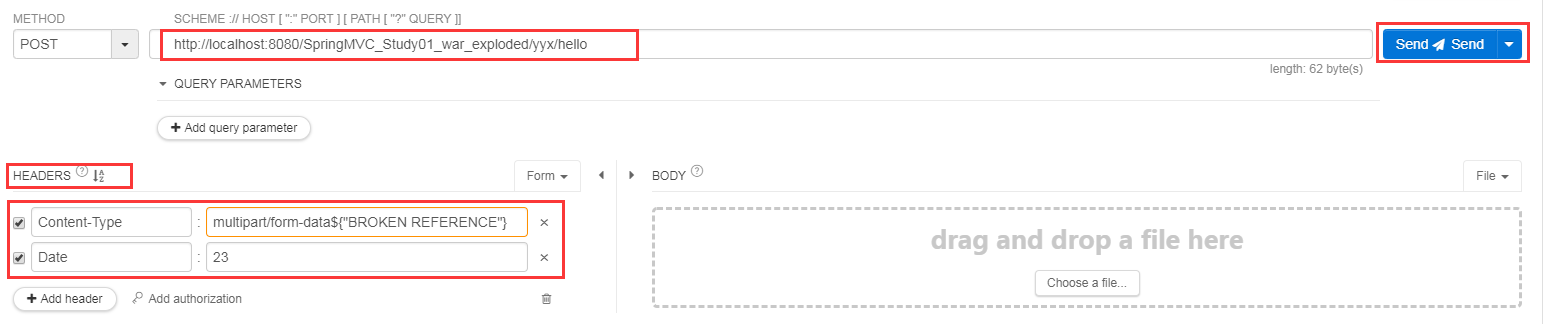 METHOD
SCHEME :// HOST [ ":" PORT ] [ PATH [ "?" QUERY ]]
POST
http://localhost:8080/SpringMVC_Study01_war_exploded/yyx/hello
Send Send
length: 62 byte(s)
QUERY PARAMETERS
+ Add query parameter
HEADERS ? A Z
Form
BODY ?
File
Content-Type : multipart/form-data${"BROKEN REFERENCE"} ×
Date : 23 ×
+ Add header
Add authorization
drag and drop a file here
Choose a file...